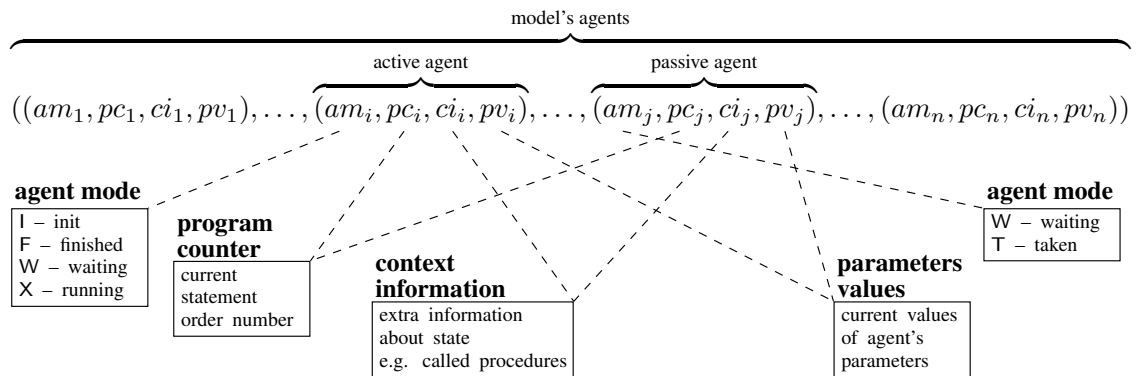 model's agents
active agent
passive agent
((am₁, pc₁, ci₁, pv₁), . . . , (amᵢ, pcᵢ, ciᵢ, pvᵢ), . . . , (amⱼ, pcⱼ, ciⱼ, pvⱼ), . . . , (amₙ, pcₙ, ciₙ, pvₙ))
agent mode
I – init
F – finished
W – waiting
X – running
program
counter
current
statement
order number
context
information
extra information
about state
e.g. called procedures
parameters
values
current values
of agent's
parameters
agent mode
W – waiting
T – taken